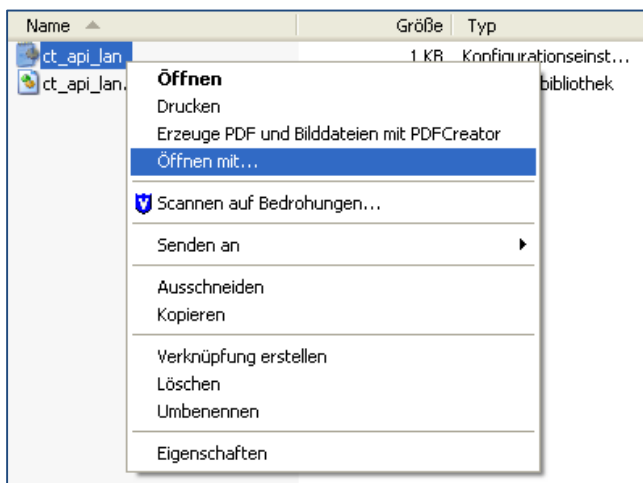 Name Größe Typ
ct_api_lan 1 KB Konfigurationseinst...
ct_api_lan. bibliothek
Öffnen
Drucken
Erzeuge PDF und Bilddateien mit PDFCreator
Öffnen mit...
Scannen auf Bedrohungen...
Senden an
Ausschneiden
Kopieren
Verknüpfung erstellen
Löschen
Umbenennen
Eigenschaften